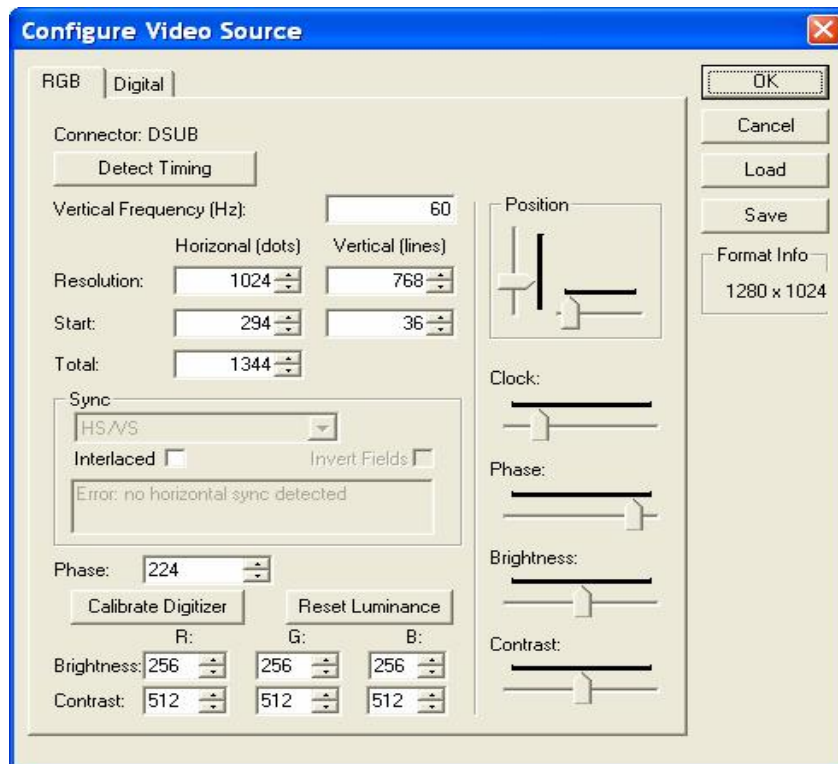 Configure Video Source
RGB Digital
OK
Cancel
Load
Save
Format Info
1280 x 1024
Connector: DSUB
Detect Timing
Vertical Frequency (Hz): 60
Horizonal (dots) Vertical (lines)
Resolution: 1024 768
Start: 294 36
Total: 1344
Sync
HS/VS
Interlaced Invert Fields
Error: no horizontal sync detected
Phase: 224
Calibrate Digitizer Reset Luminance
R: G: B:
Brightness: 256 256 256
Contrast: 512 512 512
Position
Clock:
Phase:
Brightness:
Contrast: